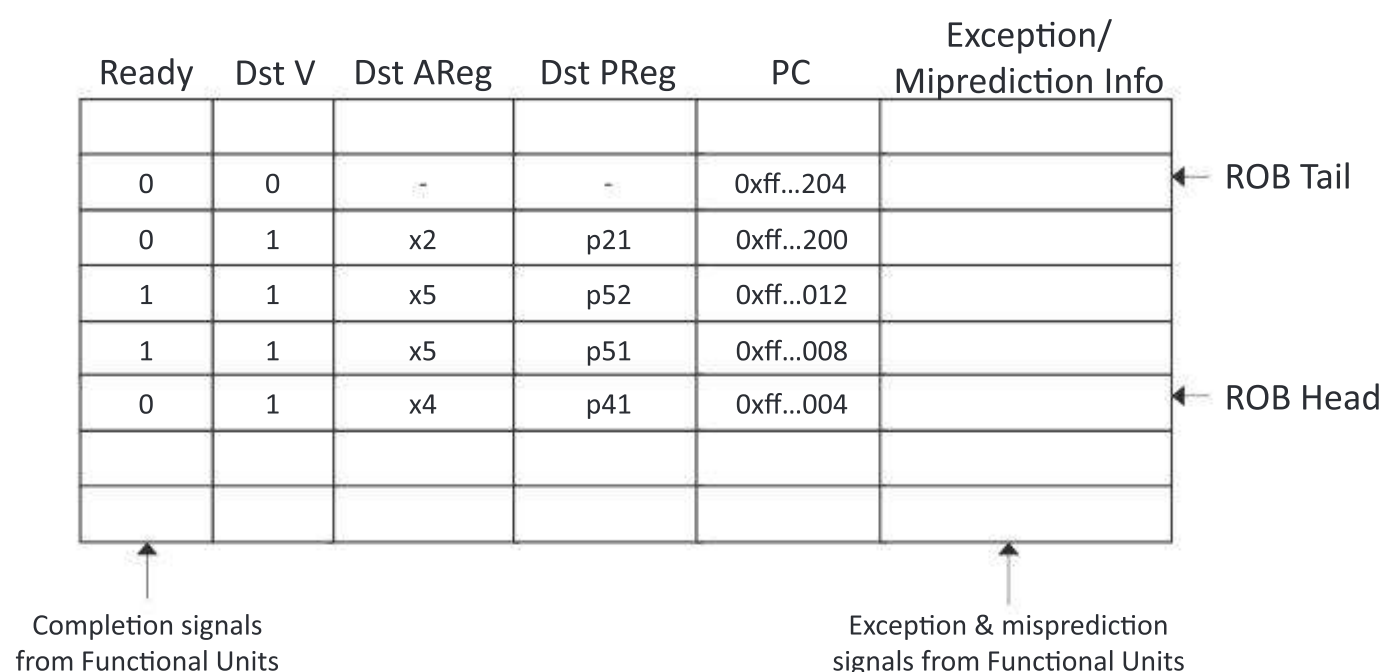 Exception/
Ready Dst V Dst AReg Dst PReg PC Miprediction Info
0 0 - - 0xff...204 ROB Tail
0 1 x2 p21 0xff...200
1 1 x5 p52 0xff...012
1 1 x5 p51 0xff...008
0 1 x4 p41 0xff...004 ROB Head
Completion signals
from Functional Units
Exception & misprediction
signals from Functional Units